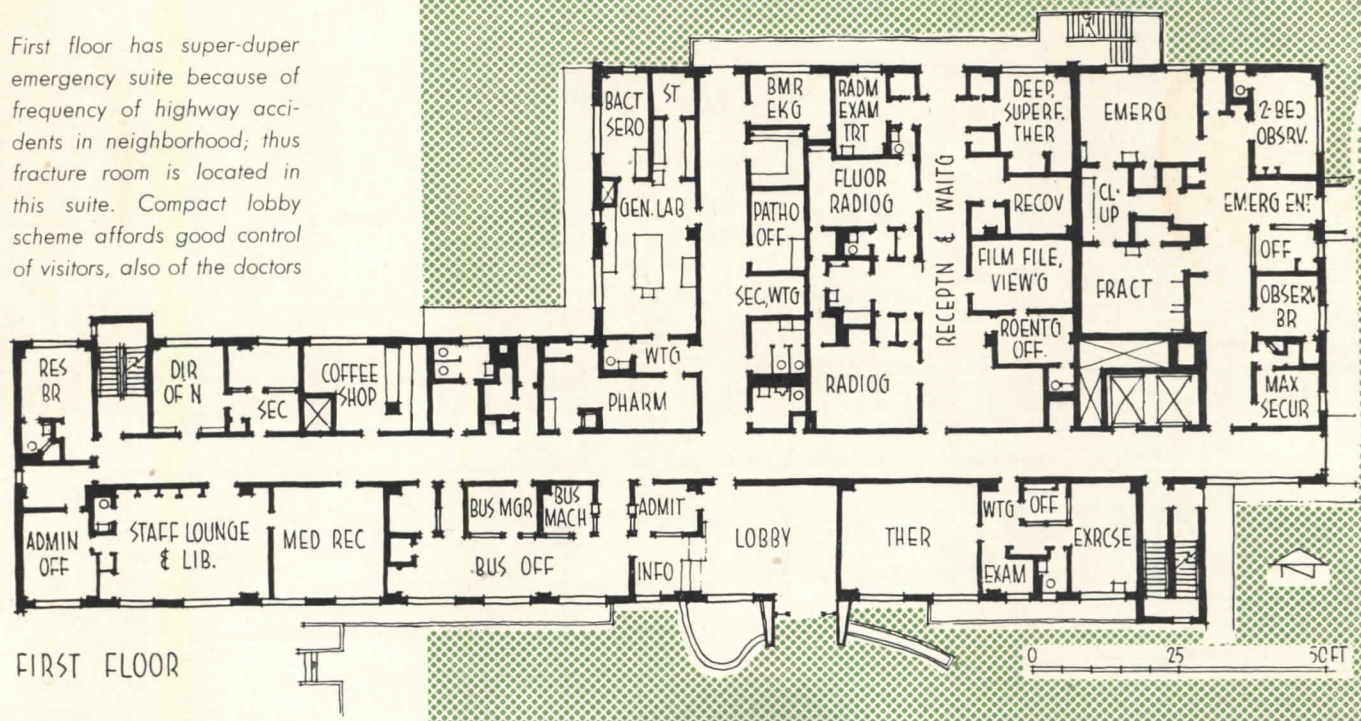 First floor has super-duper
emergency suite because of
frequency of highway acci-
dents in neighborhood; thus
fracture room is located in
this suite. Compact lobby
scheme affords good control
of visitors, also of the doctors
BACT
SERO
ST
GEN. LAB
BMR
EKG
RADM
EXAM
TRT
DEEP,
SUPERF.
THER
EMERG
2-BED
OBSRV.
FLUOR
RADIOG
PATHO
OFF
RECEPTN & WAITG
RECOV
CL-
UP
EMERG ENT
FILM FILE,
VIEW'G
OFF
SEC, WTG
FRACT
OBSERV
BR
ROENTG
OFF.
RES
BR
DIR
OF N
SEC
COFFEE
SHOP
WTG
PHARM
RADIOG
MAX
SECUR
ADMIN
OFF
STAFF LOUNGE
& LIB.
MED REC
BUS MGR
BUS
MACH
BUS OFF
ADMIT
INFO
LOBBY
THER
WTG
OFF
EXAM
EXRCSE
FIRST FLOOR
0 25 50 FT